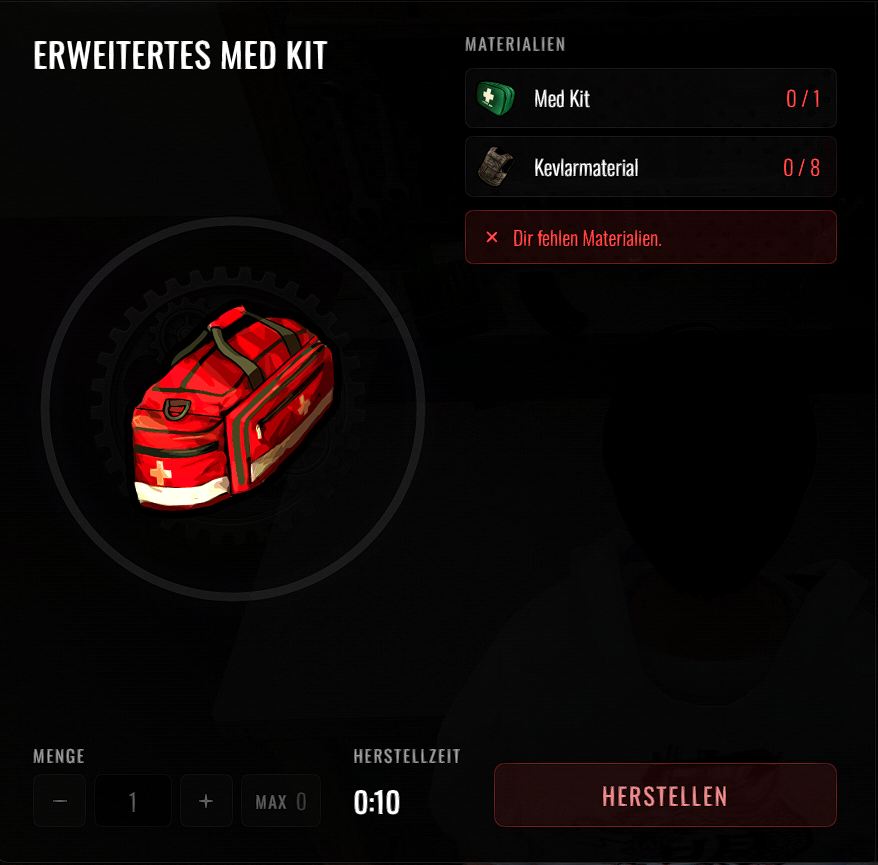 ERWEITERTES MED KIT
MATERIALIEN
Med Kit 0 / 1
Kevlarmaterial 0 / 8
× Dir fehlen Materialien.
MENGE
− 1 + MAX 0
HERSTELLZEIT
0:10
HERSTELLEN